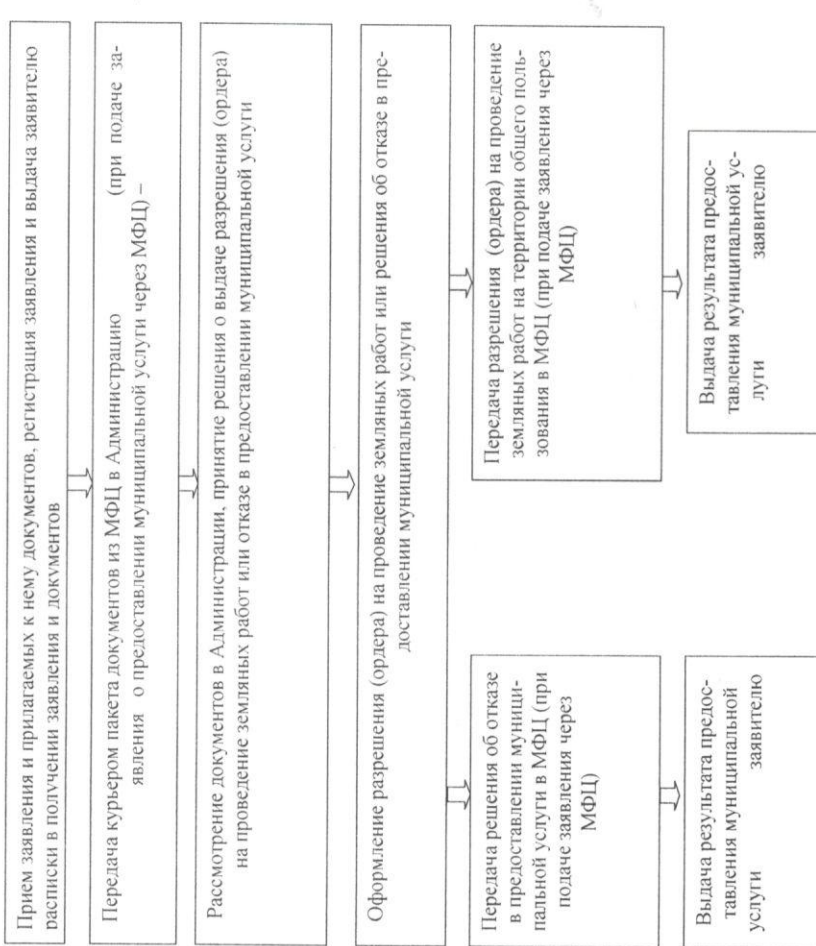 Прием заявления и прилагаемых к нему документов, регистрация заявления и выдача заявителю
расписки в получении заявления и документов
Передача курьером пакета документов из МФЦ в Администрацию (при подаче за-
явления о предоставлении муниципальной услуги через МФЦ) –
Рассмотрение документов в Администрации, принятие решения о выдаче разрешения (ордера)
на проведение земляных работ или отказе в предоставлении муниципальной услуги
Оформление разрешения (ордера) на проведение земляных работ или решения об отказе в пре-
доставлении муниципальной услуги
Передача решения об отказе
в предоставлении муници-
пальной услуги в МФЦ (при
подаче заявления через
МФЦ)
Передача разрешения (ордера) на проведение
земляных работ на территории общего поль-
зования в МФЦ (при подаче заявления через
МФЦ)
Выдача результата предос-
тавления муниципальной
услуги заявителю
Выдача результата предос-
тавления муниципальной ус-
луги заявителю